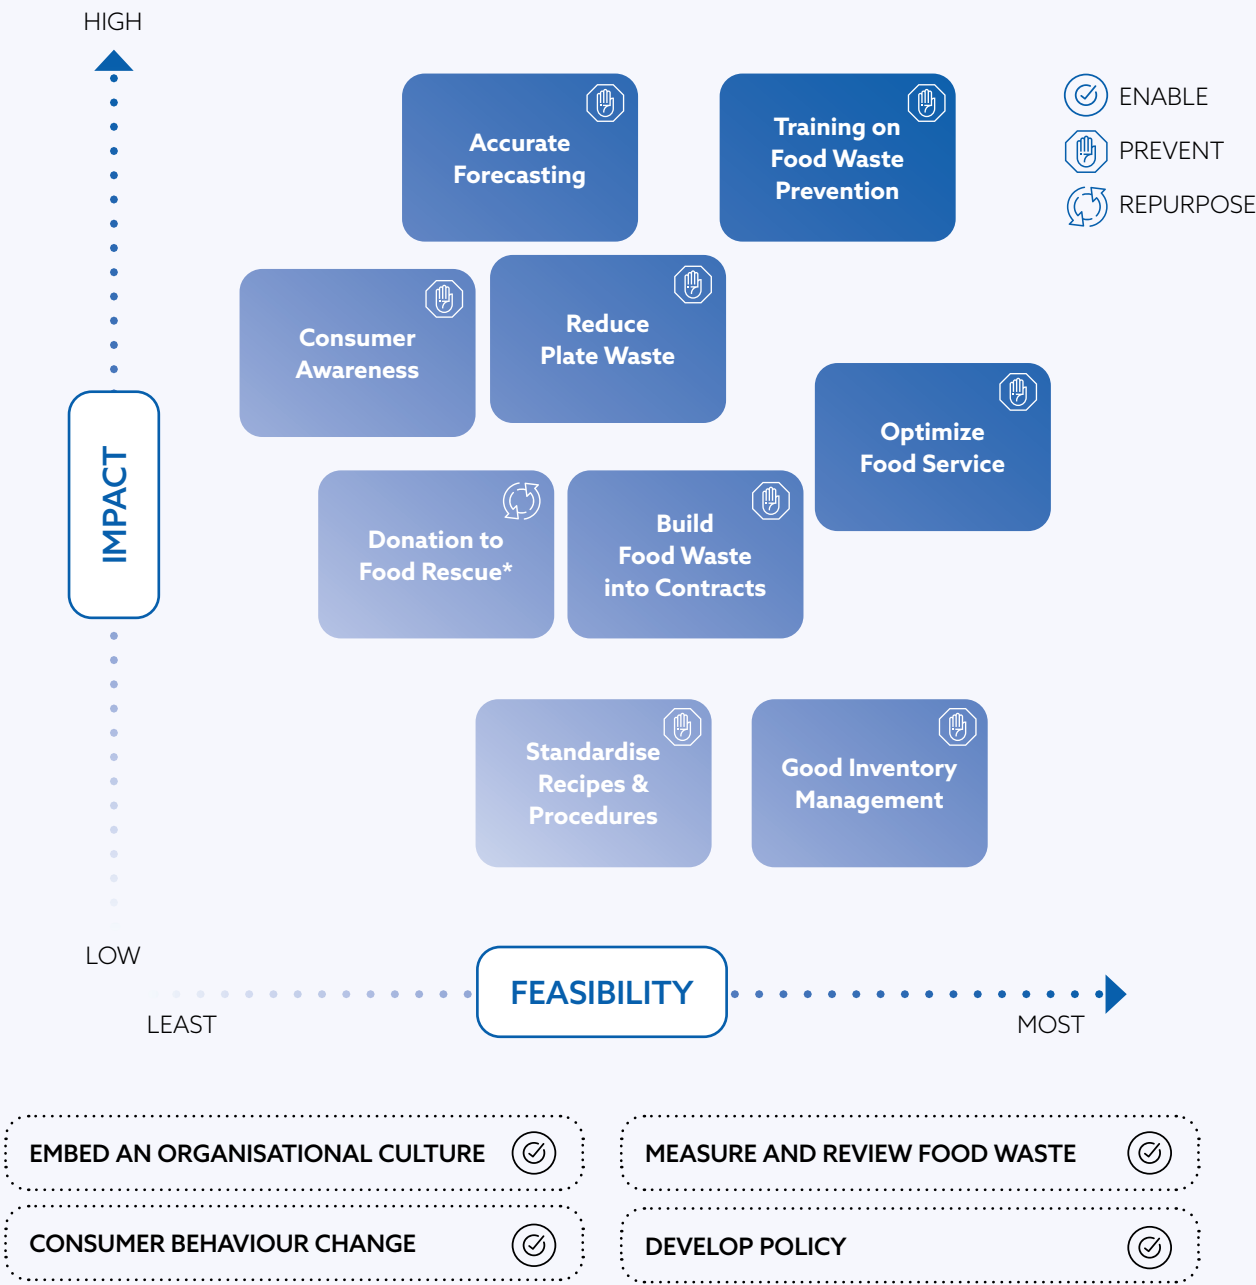 HIGH
ENABLE
PREVENT
REPURPOSE
Accurate
Forecasting
Training on
Food Waste
Prevention
Consumer
Awareness
Reduce
Plate Waste
Optimize
Food Service
IMPACT
Donation to
Food Rescue*
Build
Food Waste
into Contracts
Standardise
Recipes &
Procedures
Good Inventory
Management
LOW
FEASIBILITY
LEAST
MOST
EMBED AN ORGANISATIONAL CULTURE
MEASURE AND REVIEW FOOD WASTE
CONSUMER BEHAVIOUR CHANGE
DEVELOP POLICY